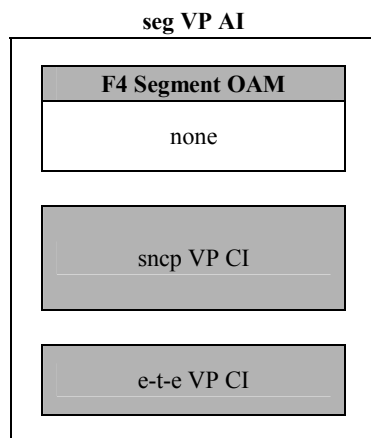 seg VP AI
F4 Segment OAM
none
sncp VP CI
e-t-e VP CI